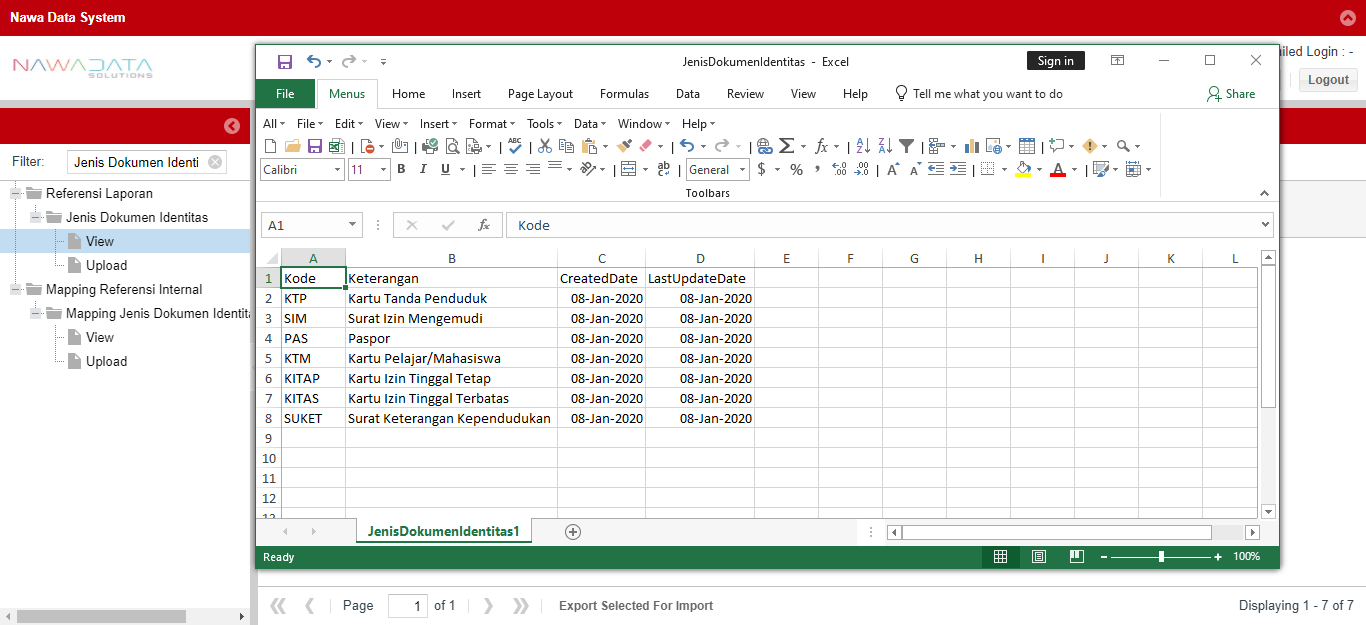 Nawa Data System
NAWADATA
SOLUTIONS
iled Login : -
Logout
Filter:
Jenis Dokumen Identi
Referensi Laporan
Jenis Dokumen Identitas
View
Upload
Mapping Referensi Internal
Mapping Jenis Dokumen Identita
View
Upload
JenisDokumenIdentitas - Excel
Sign in
File Menus Home Insert Page Layout Formulas Data Review View Help Tell me what you want to do Share
All File Edit View Insert Format Tools Data Window Help
Calibri 11 B I U General $ % ,
Toolbars
A1 fx Kode
A B C D E F G H I J K L
1 Kode Keterangan CreatedDate LastUpdateDate
2 KTP Kartu Tanda Penduduk 08-Jan-2020 08-Jan-2020
3 SIM Surat Izin Mengemudi 08-Jan-2020 08-Jan-2020
4 PAS Paspor 08-Jan-2020 08-Jan-2020
5 KTM Kartu Pelajar/Mahasiswa 08-Jan-2020 08-Jan-2020
6 KITAP Kartu Izin Tinggal Tetap 08-Jan-2020 08-Jan-2020
7 KITAS Kartu Izin Tinggal Terbatas 08-Jan-2020 08-Jan-2020
8 SUKET Surat Keterangan Kependudukan 08-Jan-2020 08-Jan-2020
9
10
11
12
JenisDokumenIdentitas1
Ready
100%
Page 1 of 1 Export Selected For Import Displaying 1 - 7 of 7